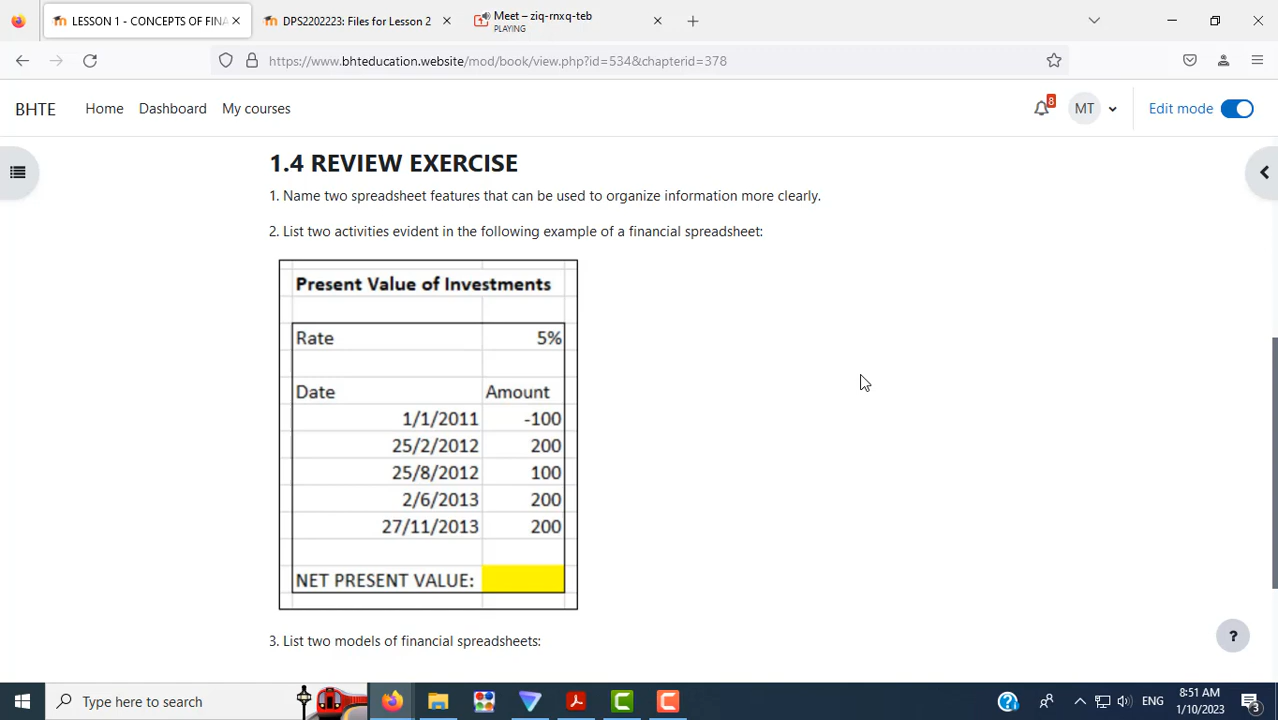 LESSON 1 - CONCEPTS OF FINA
DPS2202223: Files for Lesson 2
Meet – ziq-rnxq-teb
PLAYING
https://www.bhteducation.website/mod/book/view.php?id=534&chapterid=378
BHTE
Home
Dashboard
My courses
8
MT
Edit mode
1.4 REVIEW EXERCISE
1. Name two spreadsheet features that can be used to organize information more clearly.
2. List two activities evident in the following example of a financial spreadsheet:
Present Value of Investments
Rate 5%
Date Amount
1/1/2011 -100
25/2/2012 200
25/8/2012 100
2/6/2013 200
27/11/2013 200
NET PRESENT VALUE:
3. List two models of financial spreadsheets:
?
Type here to search
ENG
8:51 AM
1/10/2023
3